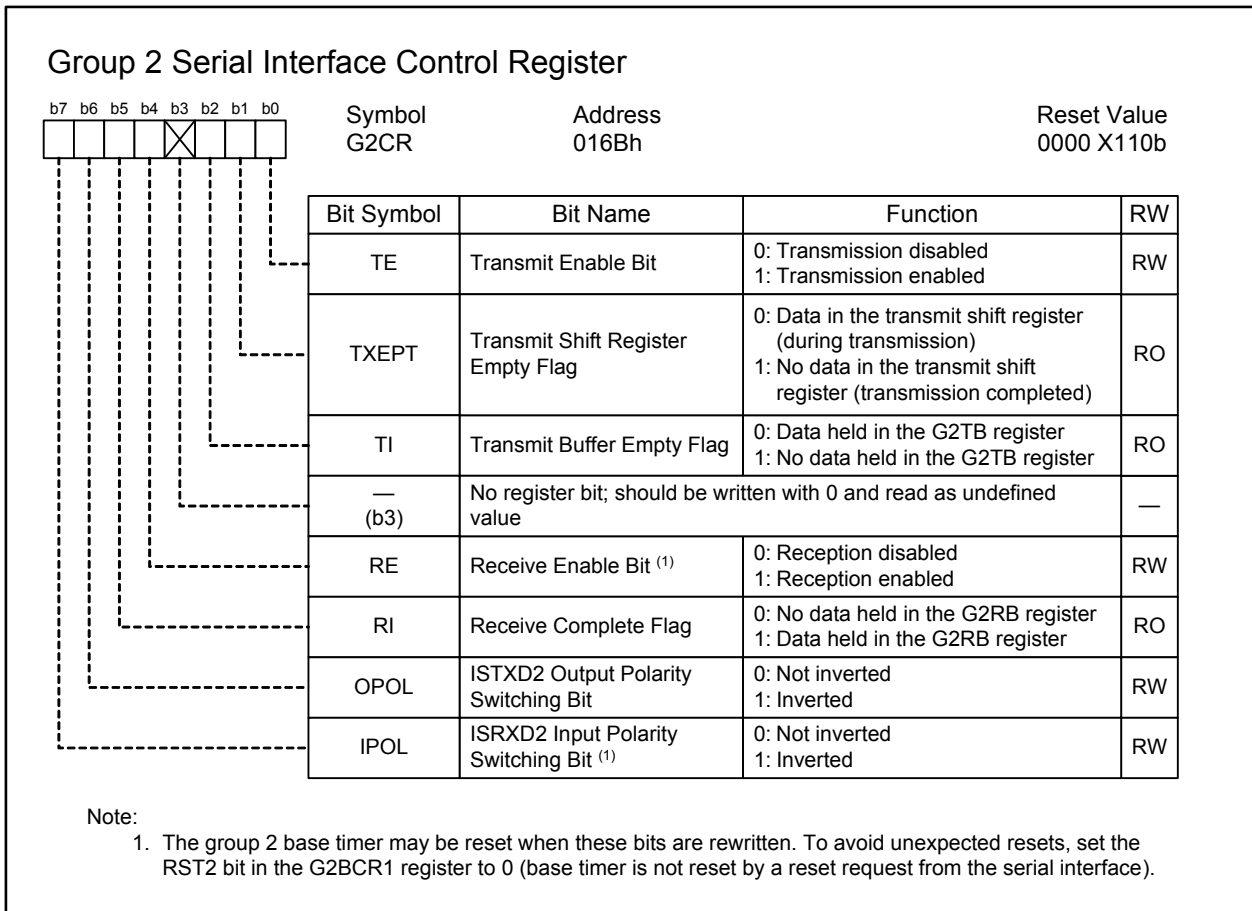 Group 2 Serial Interface Control Register
b7 b6 b5 b4 b3 b2 b1 b0
Symbol Address Reset Value
G2CR 016Bh 0000 X110b
Bit Symbol Bit Name Function RW
TE Transmit Enable Bit 0: Transmission disabled RW
1: Transmission enabled
TXEPT Transmit Shift Register Empty Flag 0: Data in the transmit shift register RO
(during transmission)
1: No data in the transmit shift
register (transmission completed)
TI Transmit Buffer Empty Flag 0: Data held in the G2TB register RO
1: No data held in the G2TB register
— No register bit; should be written with 0 and read as undefined —
(b3) value
RE Receive Enable Bit (1) 0: Reception disabled RW
1: Reception enabled
RI Receive Complete Flag 0: No data held in the G2RB register RO
1: Data held in the G2RB register
OPOL ISTXD2 Output Polarity 0: Not inverted RW
Switching Bit 1: Inverted
IPOL ISRXD2 Input Polarity 0: Not inverted RW
Switching Bit (1) 1: Inverted
Note:
1. The group 2 base timer may be reset when these bits are rewritten. To avoid unexpected resets, set the
RST2 bit in the G2BCR1 register to 0 (base timer is not reset by a reset request from the serial interface).